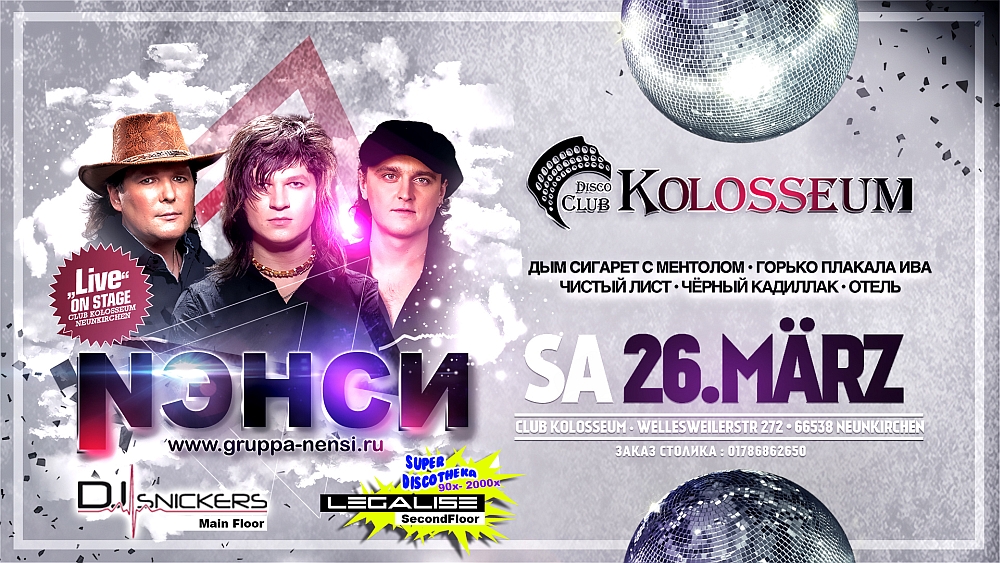 „Live“
ON STAGE
CLUB KOLOSSEUM
NEUNKIRCHEN
NЭНСИ
www.gruppa-nensi.ru
DJ SNICKERS
Main Floor
SUPER
DISCOTHEKA
90x- 2000x
LEGALISE
SecondFloor
DISCO
CLUB KOLOSSEUM
ДЫМ СИГАРЕТ С МЕНТОЛОМ • ГОРЬКО ПЛАКАЛА ИВА
ЧИСТЫЙ ЛИСТ • ЧЁРНЫЙ КАДИЛЛАК • ОТЕЛЬ
SA 26.MÄRZ
CLUB KOLOSSEUM - WELLESWEILERSTR 272 • 66538 NEUNKIRCHEN
ЗАКАЗ СТОЛИКА : 01786862650